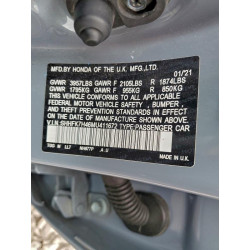 MFD. BY HONDA OF THE U.K. MFG., LTD. 01/21
GVWR 3957LBS GAWR F 2105LBS R 1874LBS
GVWR 1795KG GAWR F 955KG R 850KG
THIS VEHICLE CONFORMS TO ALL APPLICABLE
FEDERAL MOTOR VEHICLE SAFETY, BUMPER,
AND THEFT PREVENTION STANDARDS IN
EFFECT ON THE DATE OF MANUFACTURE
SHOWN ABOVE.
V.I.N.: SHHFK7H46MU411672 TYPE:PASSENGER CAR